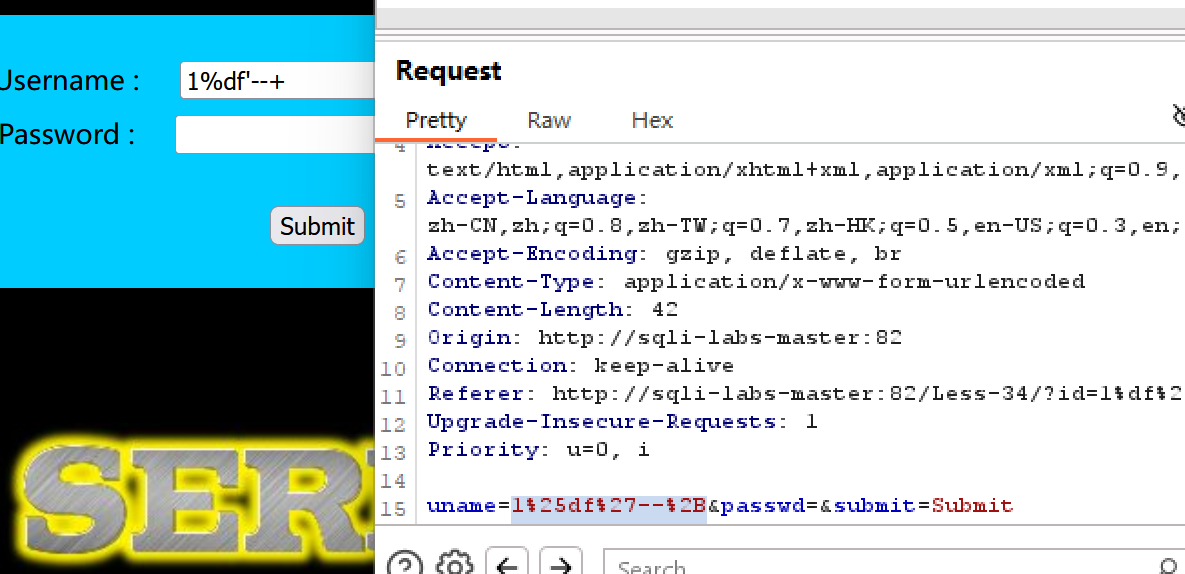 Username : 1%df'--+
Password :
Submit
SER
Request
Pretty Raw Hex
4
text/html,application/xhtml+xml,application/xml;q=0.9,
5 Accept-Language:
zh-CN,zh;q=0.8,zh-TW;q=0.7,zh-HK;q=0.5,en-US;q=0.3,en;
6 Accept-Encoding: gzip, deflate, br
7 Content-Type: application/x-www-form-urlencoded
8 Content-Length: 42
9 Origin: http://sqli-labs-master:82
10 Connection: keep-alive
11 Referer: http://sqli-labs-master:82/Less-34/?id=1%df%2
12 Upgrade-Insecure-Requests: 1
13 Priority: u=0, i
14
15 uname=1%25df%27--%2B&passwd=&submit=Submit
Search